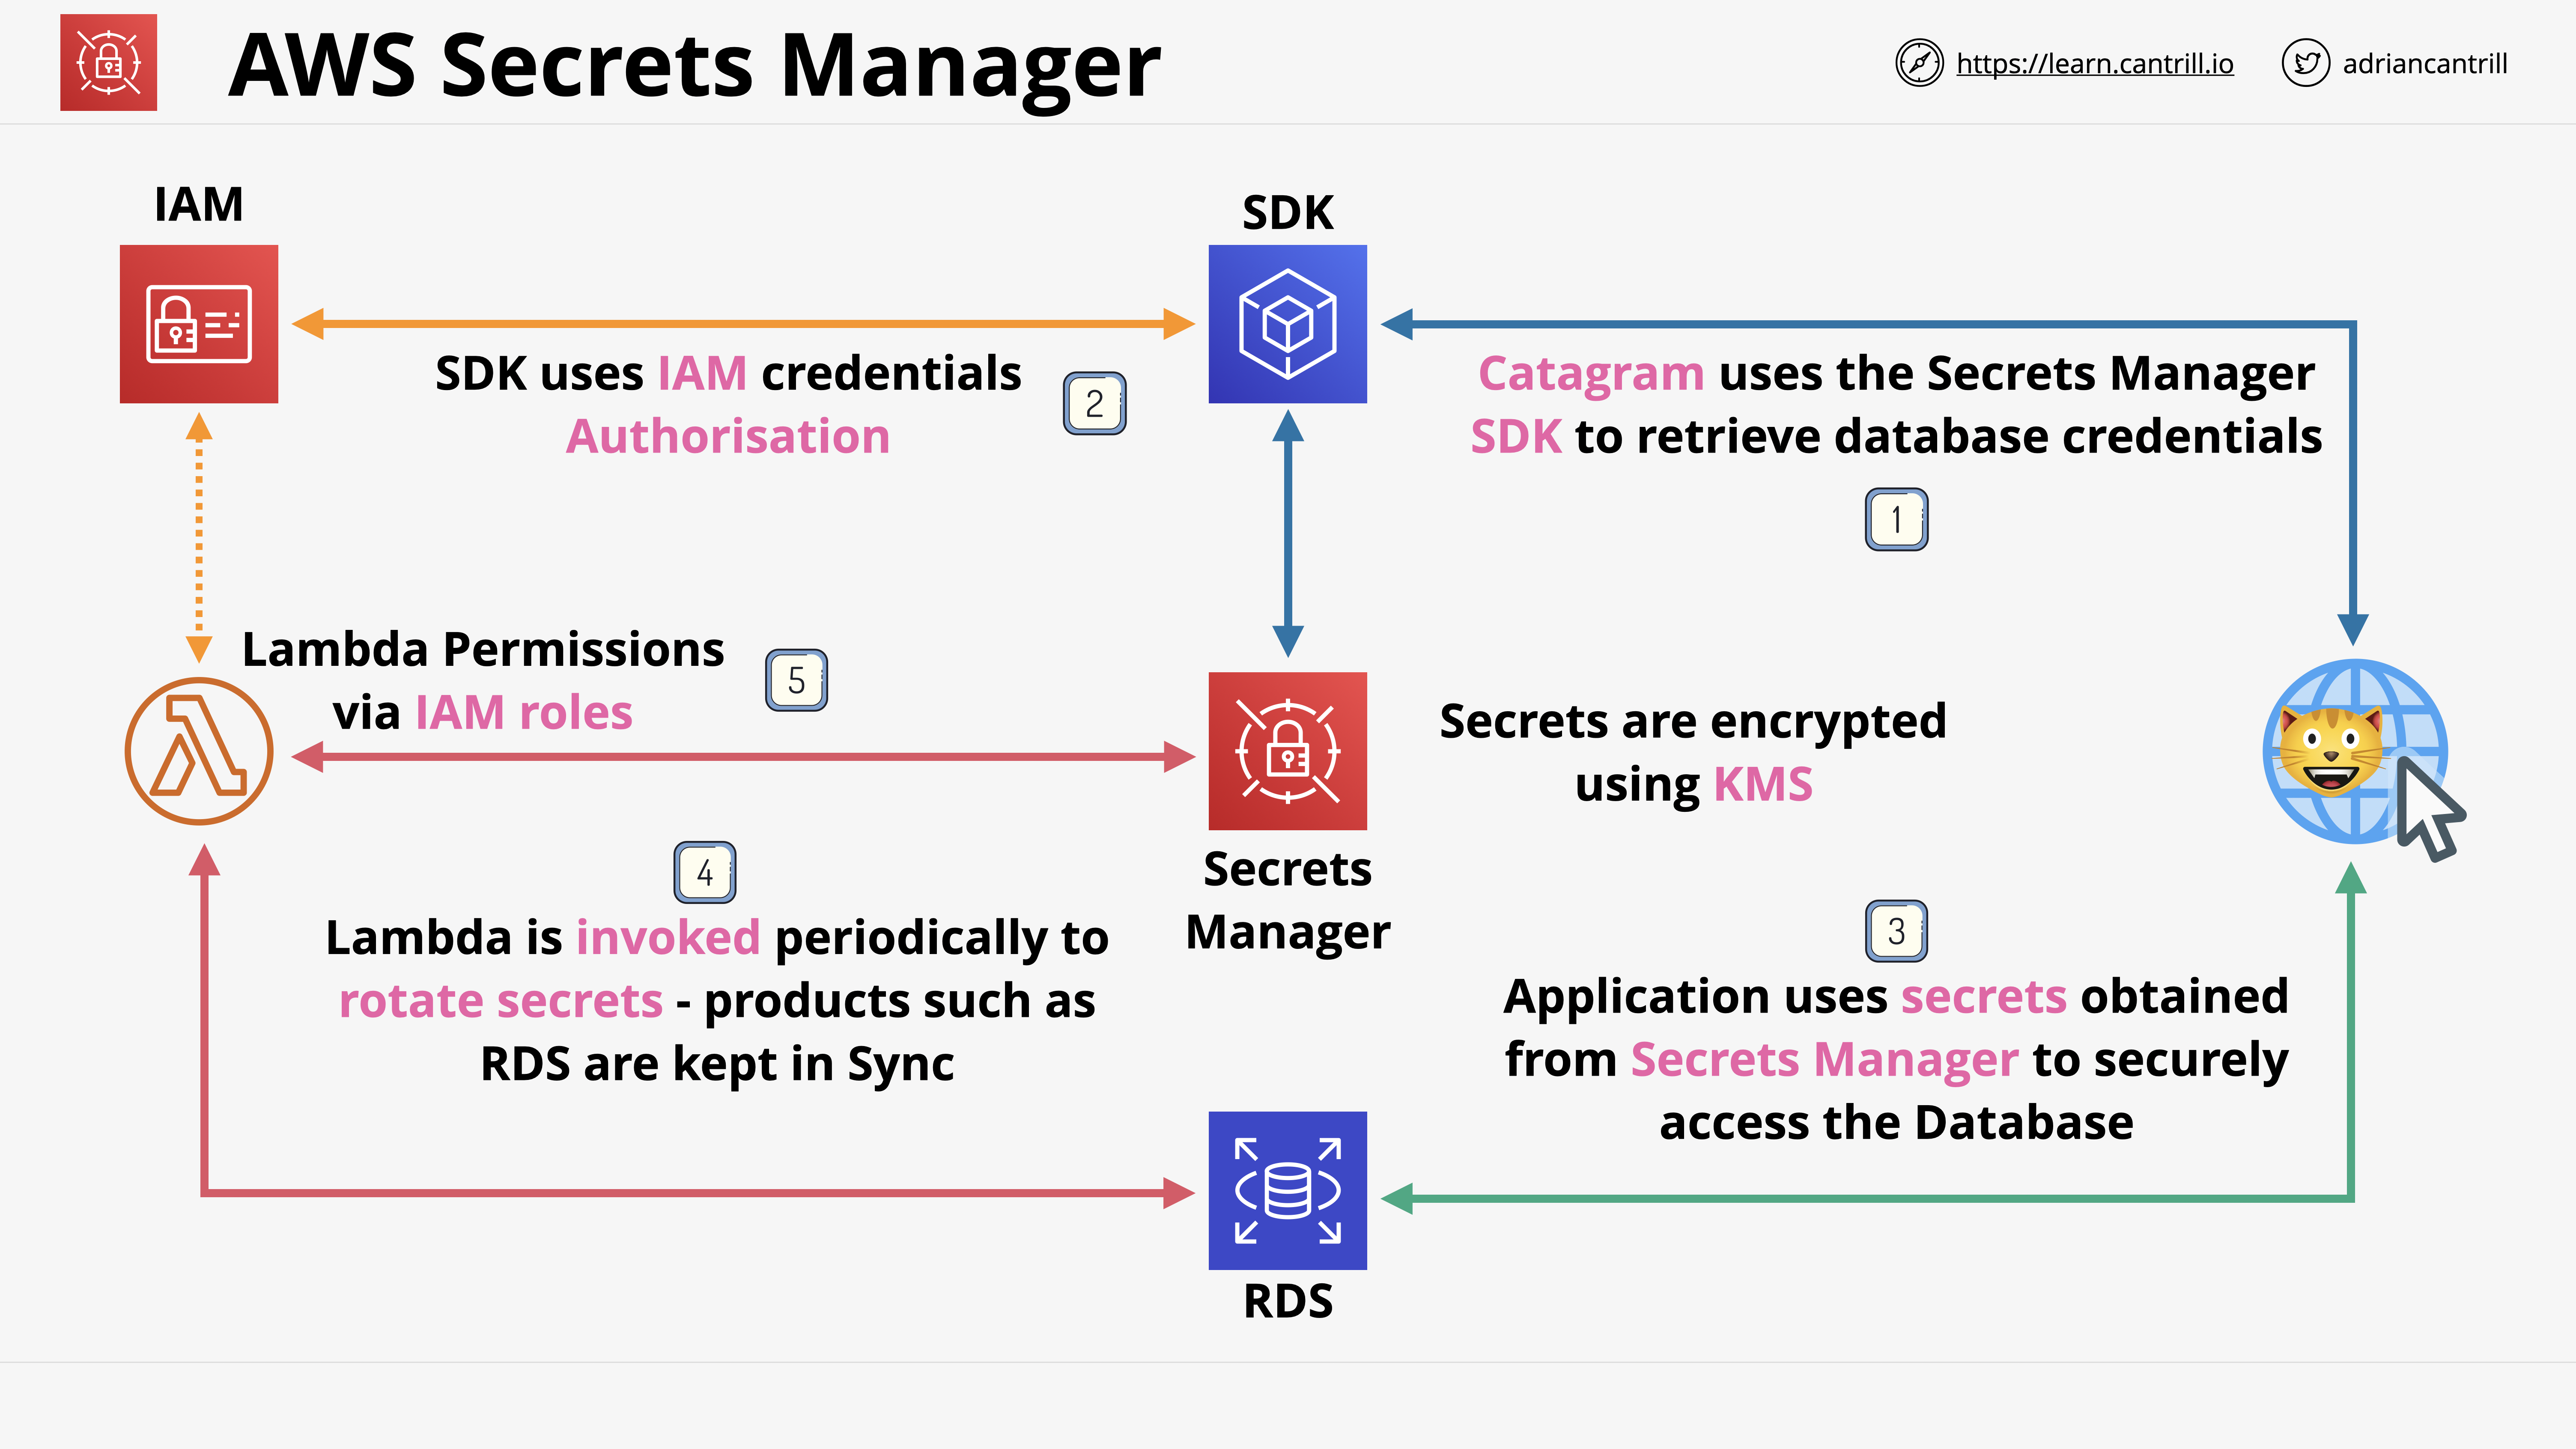 AWS Secrets Manager
https://learn.cantrill.io
adriancantrill
IAM
SDK
SDK uses IAM credentials
Authorisation
2
Catagram uses the Secrets Manager
SDK to retrieve database credentials
1
Lambda Permissions
via IAM roles
5
Secrets are encrypted
using KMS
Secrets
Manager
4
Lambda is invoked periodically to
rotate secrets - products such as
RDS are kept in Sync
3
Application uses secrets obtained
from Secrets Manager to securely
access the Database
RDS